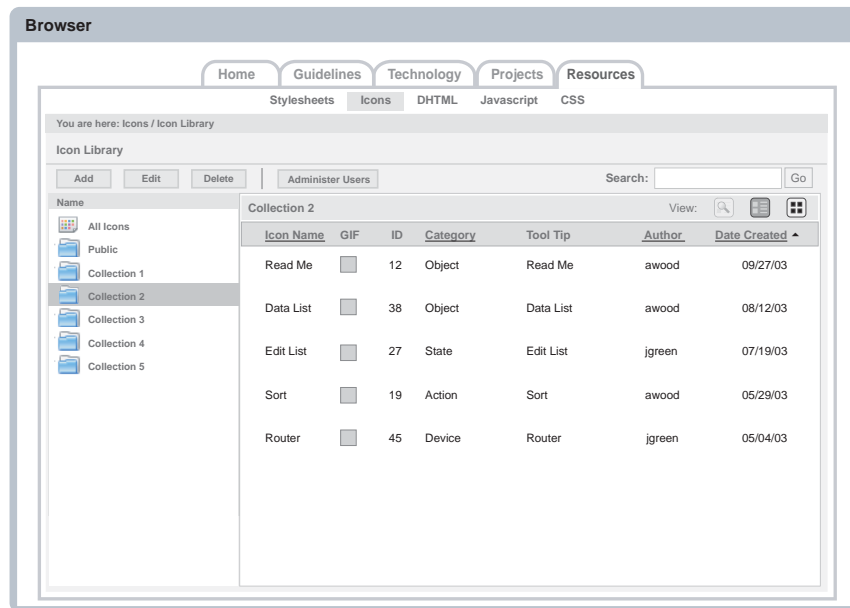 Browser
Home Guidelines Technology Projects Resources
Stylesheets Icons DHTML Javascript CSS
You are here: Icons / Icon Library
Icon Library
Add Edit Delete Administer Users Search: Go
Name
All Icons
Public
Collection 1
Collection 2
Collection 3
Collection 4
Collection 5
Collection 2 View:
Icon Name GIF ID Category Tool Tip Author Date Created
Read Me 12 Object Read Me awood 09/27/03
Data List 38 Object Data List awood 08/12/03
Edit List 27 State Edit List jgreen 07/19/03
Sort 19 Action Sort awood 05/29/03
Router 45 Device Router jgreen 05/04/03